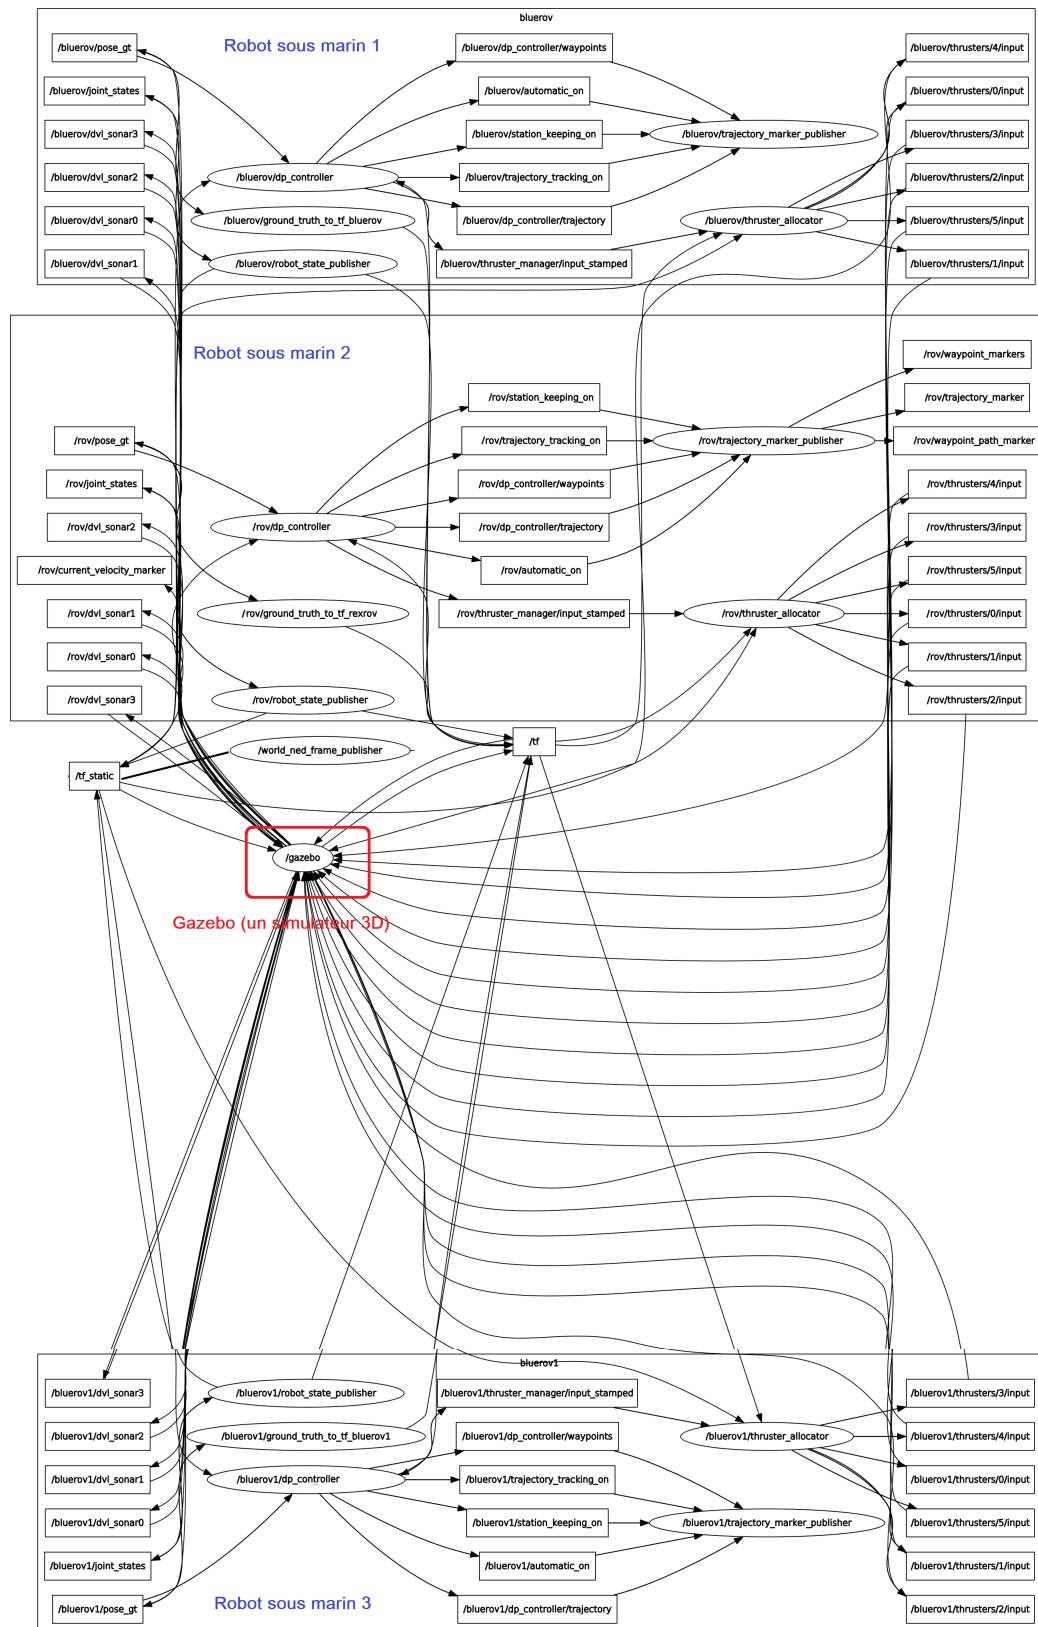 bluerov
Robot sous marin 1
/bluerov/pose_gt
/bluerov/joint_states
/bluerov/dvl_sonar3
/bluerov/dvl_sonar2
/bluerov/dvl_sonar0
/bluerov/dvl_sonar1
/bluerov/dp_controller
/bluerov/ground_truth_to_tf_bluerov
/bluerov/robot_state_publisher
/bluerov/dp_controller/waypoints
/bluerov/automatic_on
/bluerov/station_keeping_on
/bluerov/trajectory_tracking_on
/bluerov/dp_controller/trajectory
/bluerov/thruster_manager/input_stamped
/bluerov/trajectory_marker_publisher
/bluerov/thruster_allocator
/bluerov/thrusters/4/input
/bluerov/thrusters/0/input
/bluerov/thrusters/3/input
/bluerov/thrusters/2/input
/bluerov/thrusters/5/input
/bluerov/thrusters/1/input
Robot sous marin 2
/rov/pose_gt
/rov/joint_states
/rov/dvl_sonar2
/rov/current_velocity_marker
/rov/dvl_sonar1
/rov/dvl_sonar0
/rov/dvl_sonar3
/rov/dp_controller
/rov/ground_truth_to_tf_rexrov
/rov/robot_state_publisher
/rov/station_keeping_on
/rov/trajectory_tracking_on
/rov/dp_controller/waypoints
/rov/dp_controller/trajectory
/rov/automatic_on
/rov/thruster_manager/input_stamped
/rov/trajectory_marker_publisher
/rov/thruster_allocator
/rov/waypoint_markers
/rov/trajectory_marker
/rov/waypoint_path_marker
/rov/thrusters/4/input
/rov/thrusters/3/input
/rov/thrusters/5/input
/rov/thrusters/0/input
/rov/thrusters/1/input
/rov/thrusters/2/input
/world_ned_frame_publisher
/tf
/tf_static
/gazebo
Gazebo (un simulateur 3D)
bluerov1
/bluerov1/dvl_sonar3
/bluerov1/dvl_sonar2
/bluerov1/dvl_sonar1
/bluerov1/dvl_sonar0
/bluerov1/joint_states
/bluerov1/pose_gt
/bluerov1/robot_state_publisher
/bluerov1/ground_truth_to_tf_bluerov1
/bluerov1/dp_controller
/bluerov1/thruster_manager/input_stamped
/bluerov1/dp_controller/waypoints
/bluerov1/trajectory_tracking_on
/bluerov1/station_keeping_on
/bluerov1/automatic_on
/bluerov1/dp_controller/trajectory
/bluerov1/thruster_allocator
/bluerov1/trajectory_marker_publisher
/bluerov1/thrusters/3/input
/bluerov1/thrusters/4/input
/bluerov1/thrusters/0/input
/bluerov1/thrusters/5/input
/bluerov1/thrusters/1/input
/bluerov1/thrusters/2/input
Robot sous marin 3